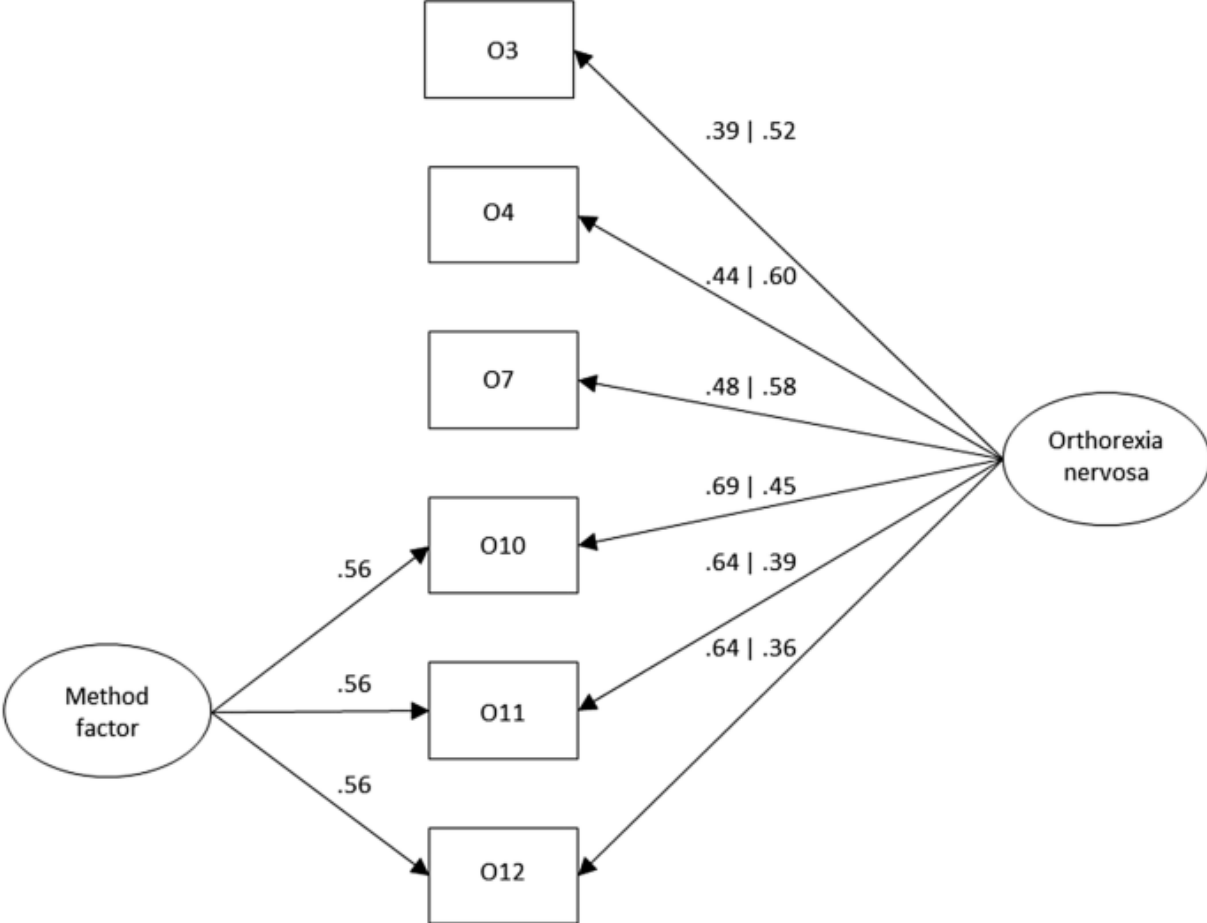 O3
.39 | .52
O4
.44 | .60
O7
.48 | .58
Orthorexia
nervosa
.69 | .45
O10
.56
.64 | .39
.64 | .36
.56
O11
Method
factor
.56
O12